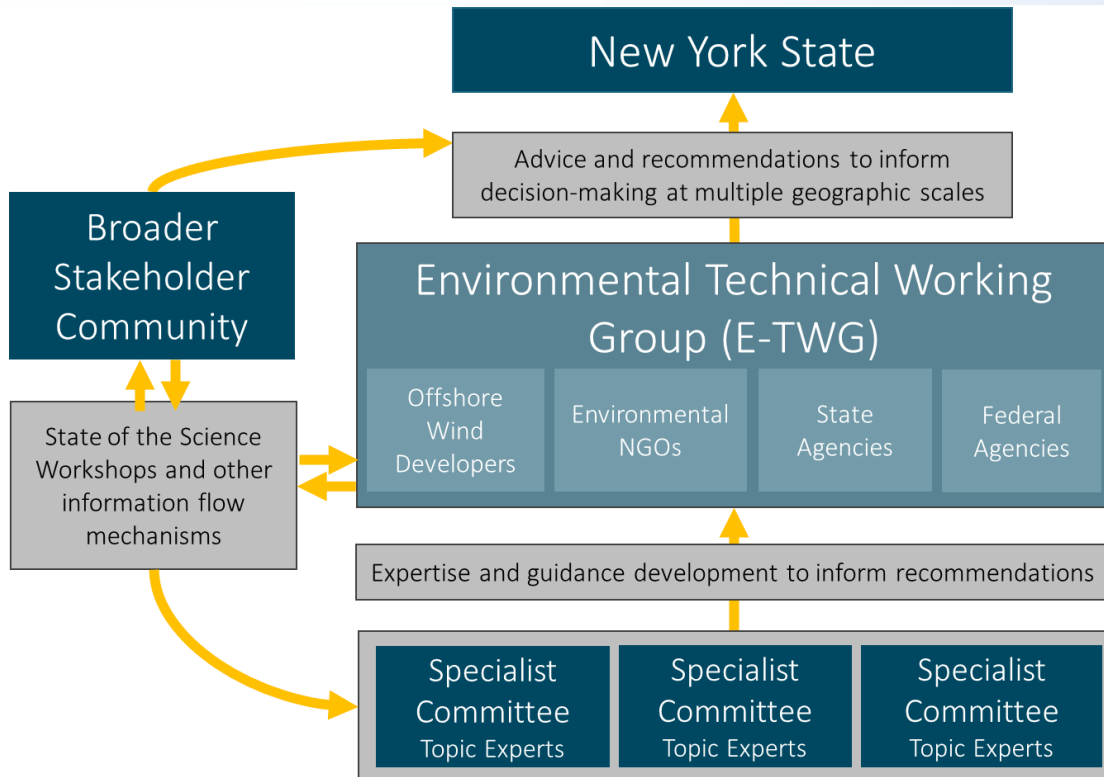 New York State
Advice and recommendations to inform
decision-making at multiple geographic scales
Broader
Stakeholder
Community
Environmental Technical Working
Group (E-TWG)
Offshore
Wind
Developers
Environmental
NGOs
State
Agencies
Federal
Agencies
State of the Science
Workshops and other
information flow
mechanisms
Expertise and guidance development to inform recommendations
Specialist
Committee
Topic Experts
Specialist
Committee
Topic Experts
Specialist
Committee
Topic Experts